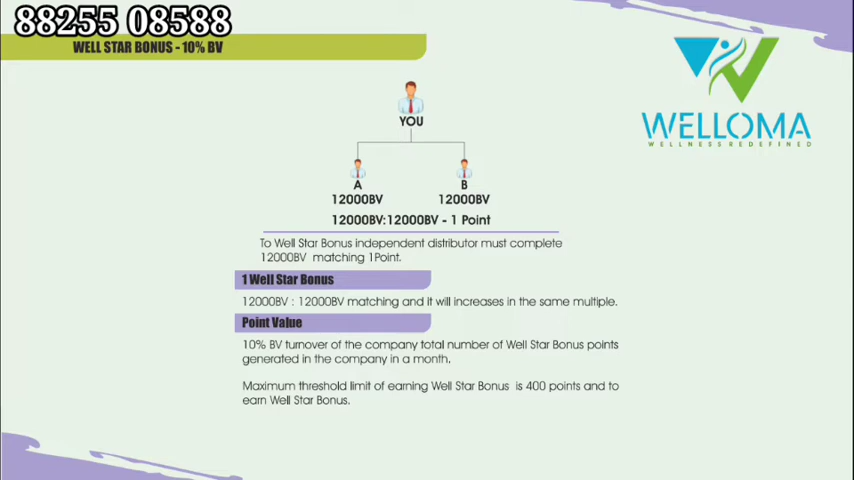 88255 08588
WELL STAR BONUS - 10% BV
WELLOMA
WELLNESS REDEFINED
YOU
A B
12000BV 12000BV
12000BV:12000BV - 1 Point
To Well Star Bonus independent distributor must complete
12000BV matching 1Point.
1 Well Star Bonus
12000BV : 12000BV matching and it will increases in the same multiple.
Point Value
10% BV turnover of the company total number of Well Star Bonus points
generated in the company in a month.
Maximum threshold limit of earning Well Star Bonus is 400 points and to
earn Well Star Bonus.